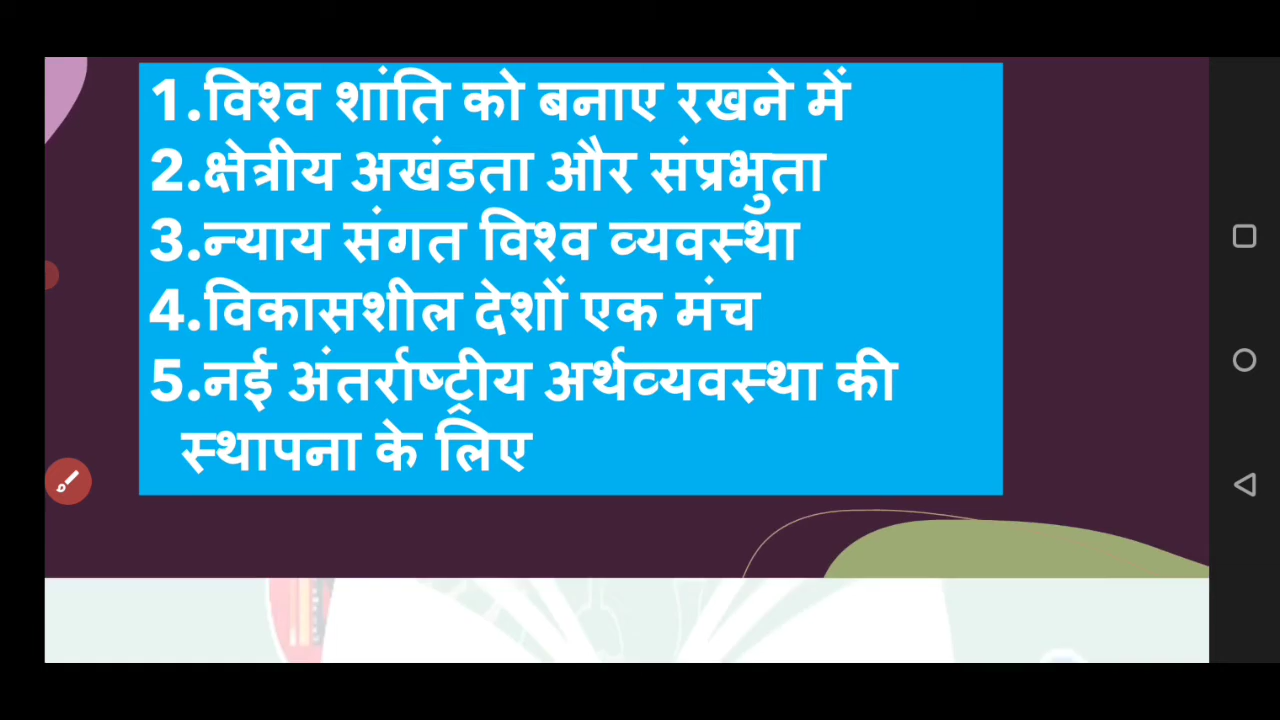 1.विश्व शांति को बनाए रखने में
2.क्षेत्रीय अखंडता और संप्रभुता
3.न्याय संगत विश्व व्यवस्था
4.विकासशील देशों एक मंच
5.नई अंतर्राष्ट्रीय अर्थव्यवस्था की
स्थापना के लिए